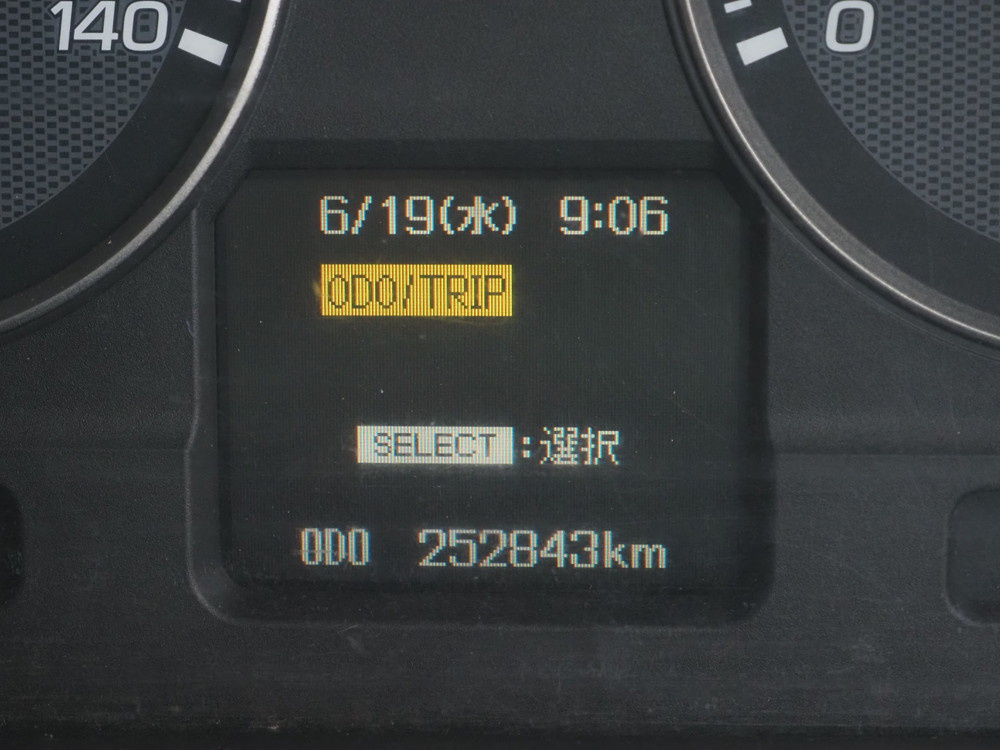 140
0
6/19(水) 9:06
ODO/TRIP
SELECT:選択
ODO 252843km